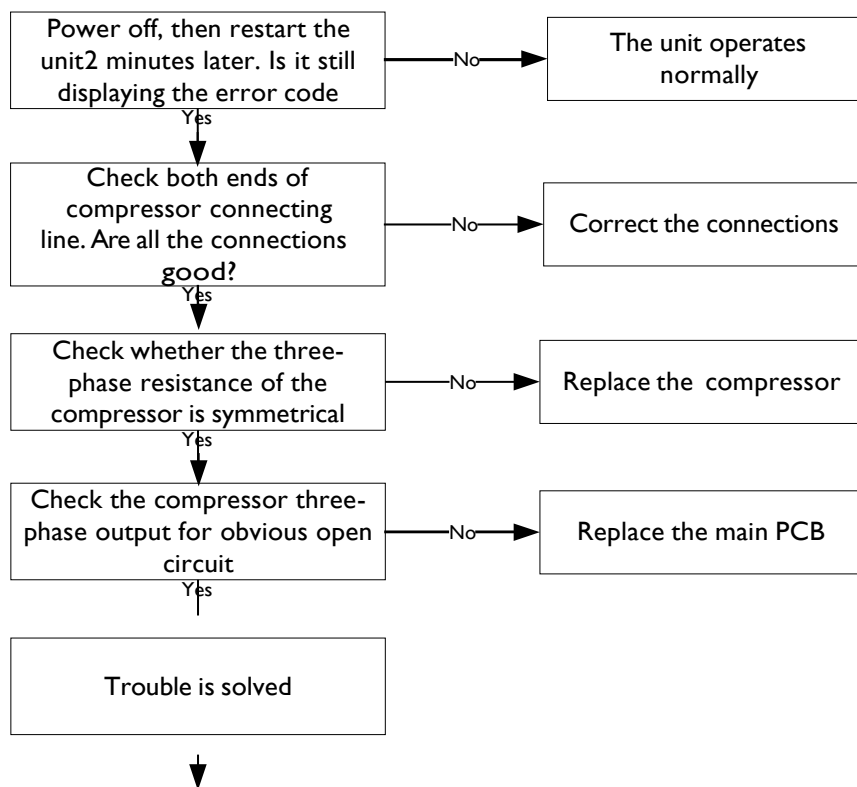 Power off, then restart the
unit2 minutes later. Is it still
displaying the error code
No
The unit operates
normally
Yes
Check both ends of
compressor connecting
line. Are all the connections
good?
No
Correct the connections
Yes
Check whether the three-
phase resistance of the
compressor is symmetrical
No
Replace the compressor
Yes
Check the compressor three-
phase output for obvious open
circuit
No
Replace the main PCB
Yes
Trouble is solved